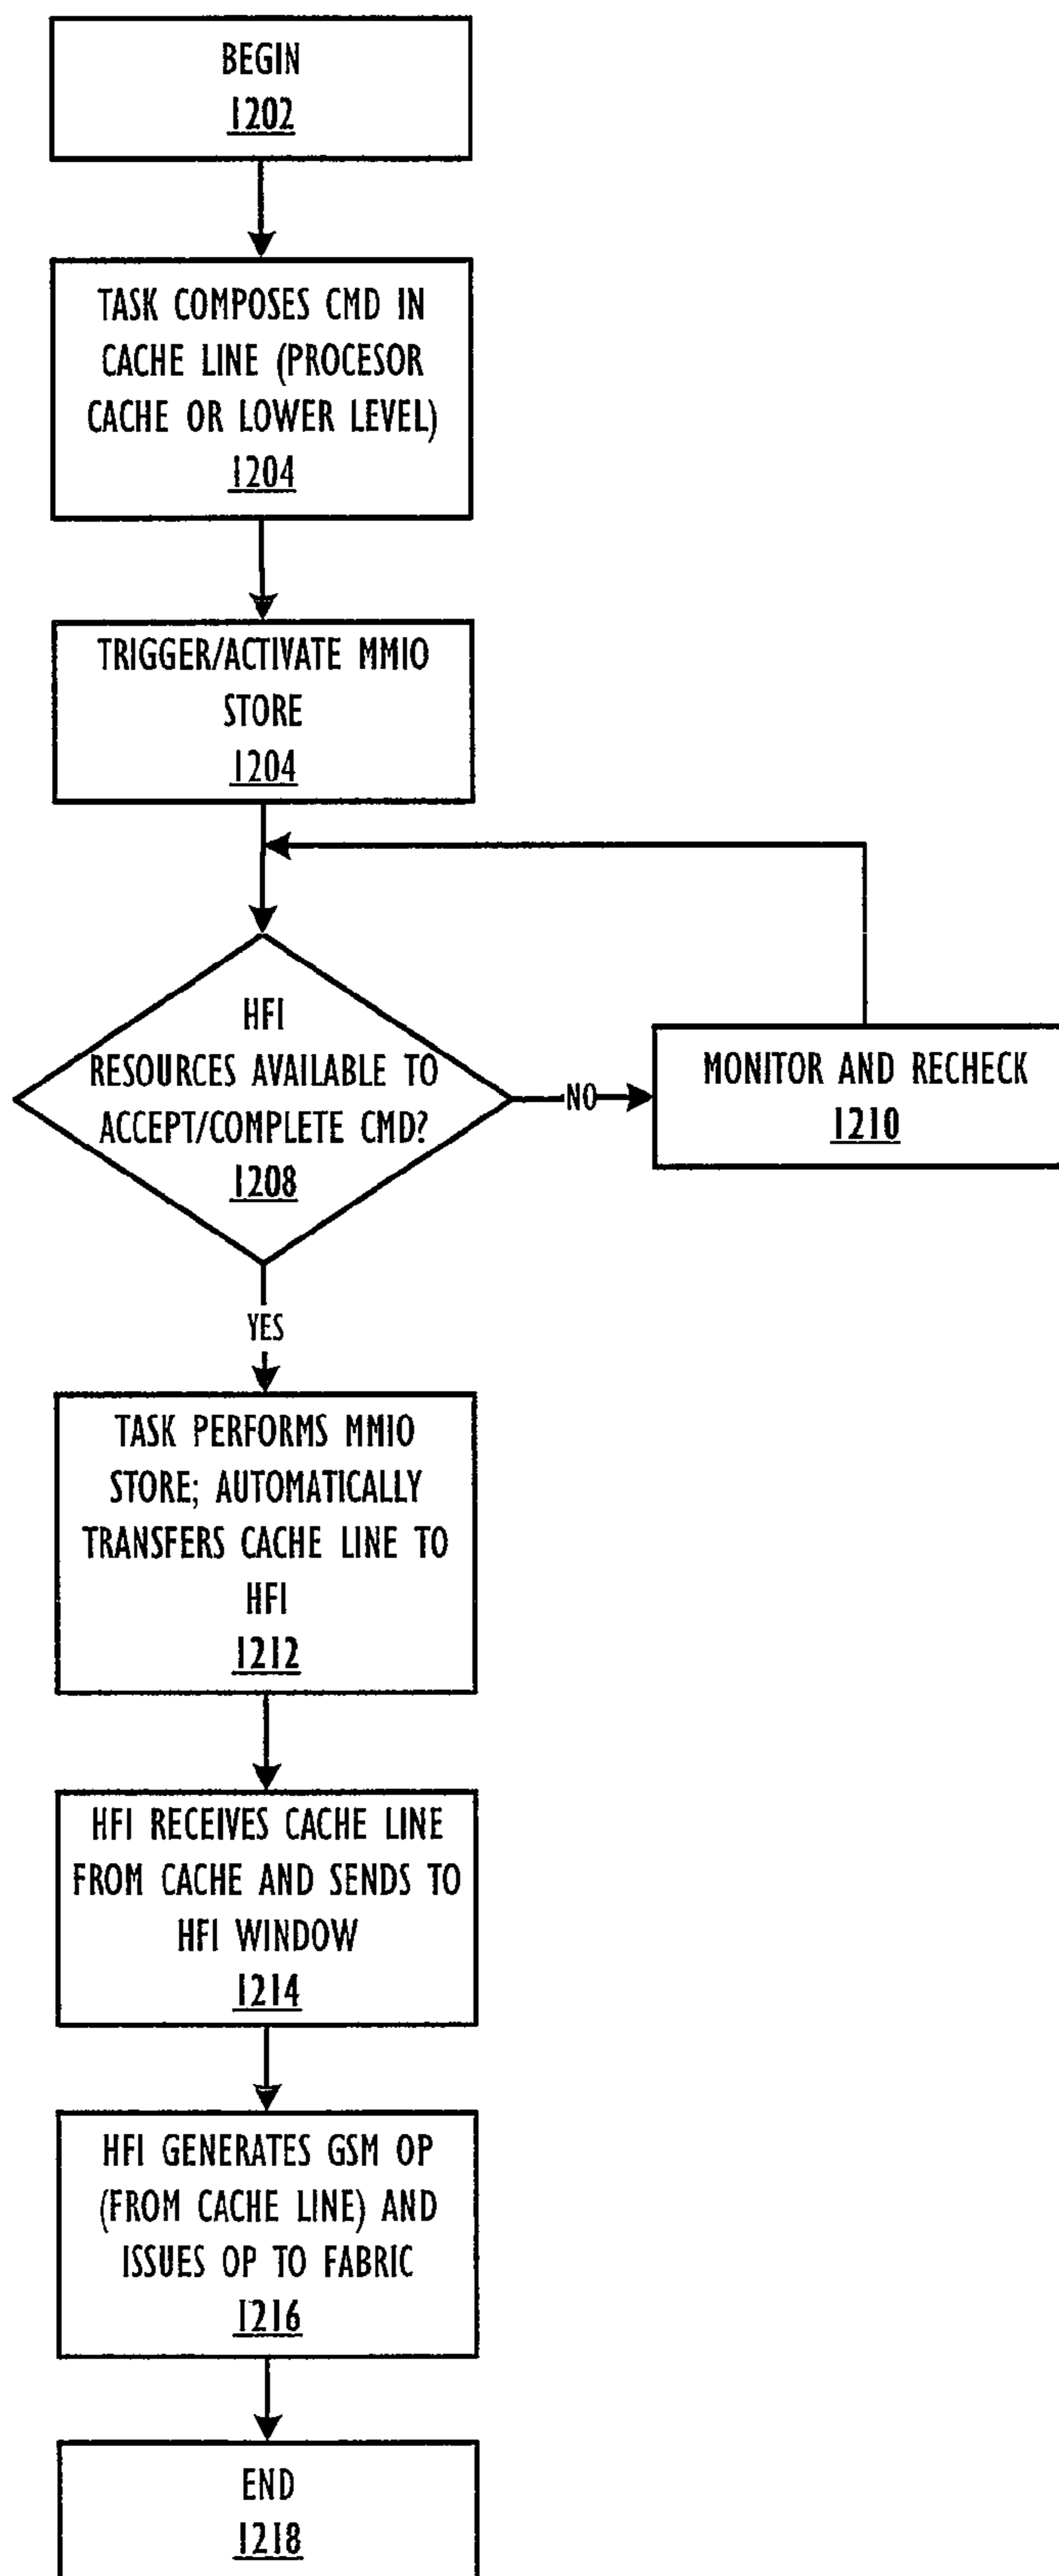 BEGIN
1202
TASK COMPOSES CMD IN
CACHE LINE (PROCESOR
CACHE OR LOWER LEVEL)
1204
TRIGGER/ACTIVATE MMIO
STORE
1204
HFI
RESOURCES AVAILABLE TO
ACCEPT/COMPLETE CMD?
1208
NO
MONITOR AND RECHECK
1210
YES
TASK PERFORMS MMIO
STORE; AUTOMATICALLY
TRANSFERS CACHE LINE TO
HFI
1212
HFI RECEIVES CACHE LINE
FROM CACHE AND SENDS TO
HFI WINDOW
1214
HFI GENERATES GSM OP
(FROM CACHE LINE) AND
ISSUES OP TO FABRIC
1216
END
1218